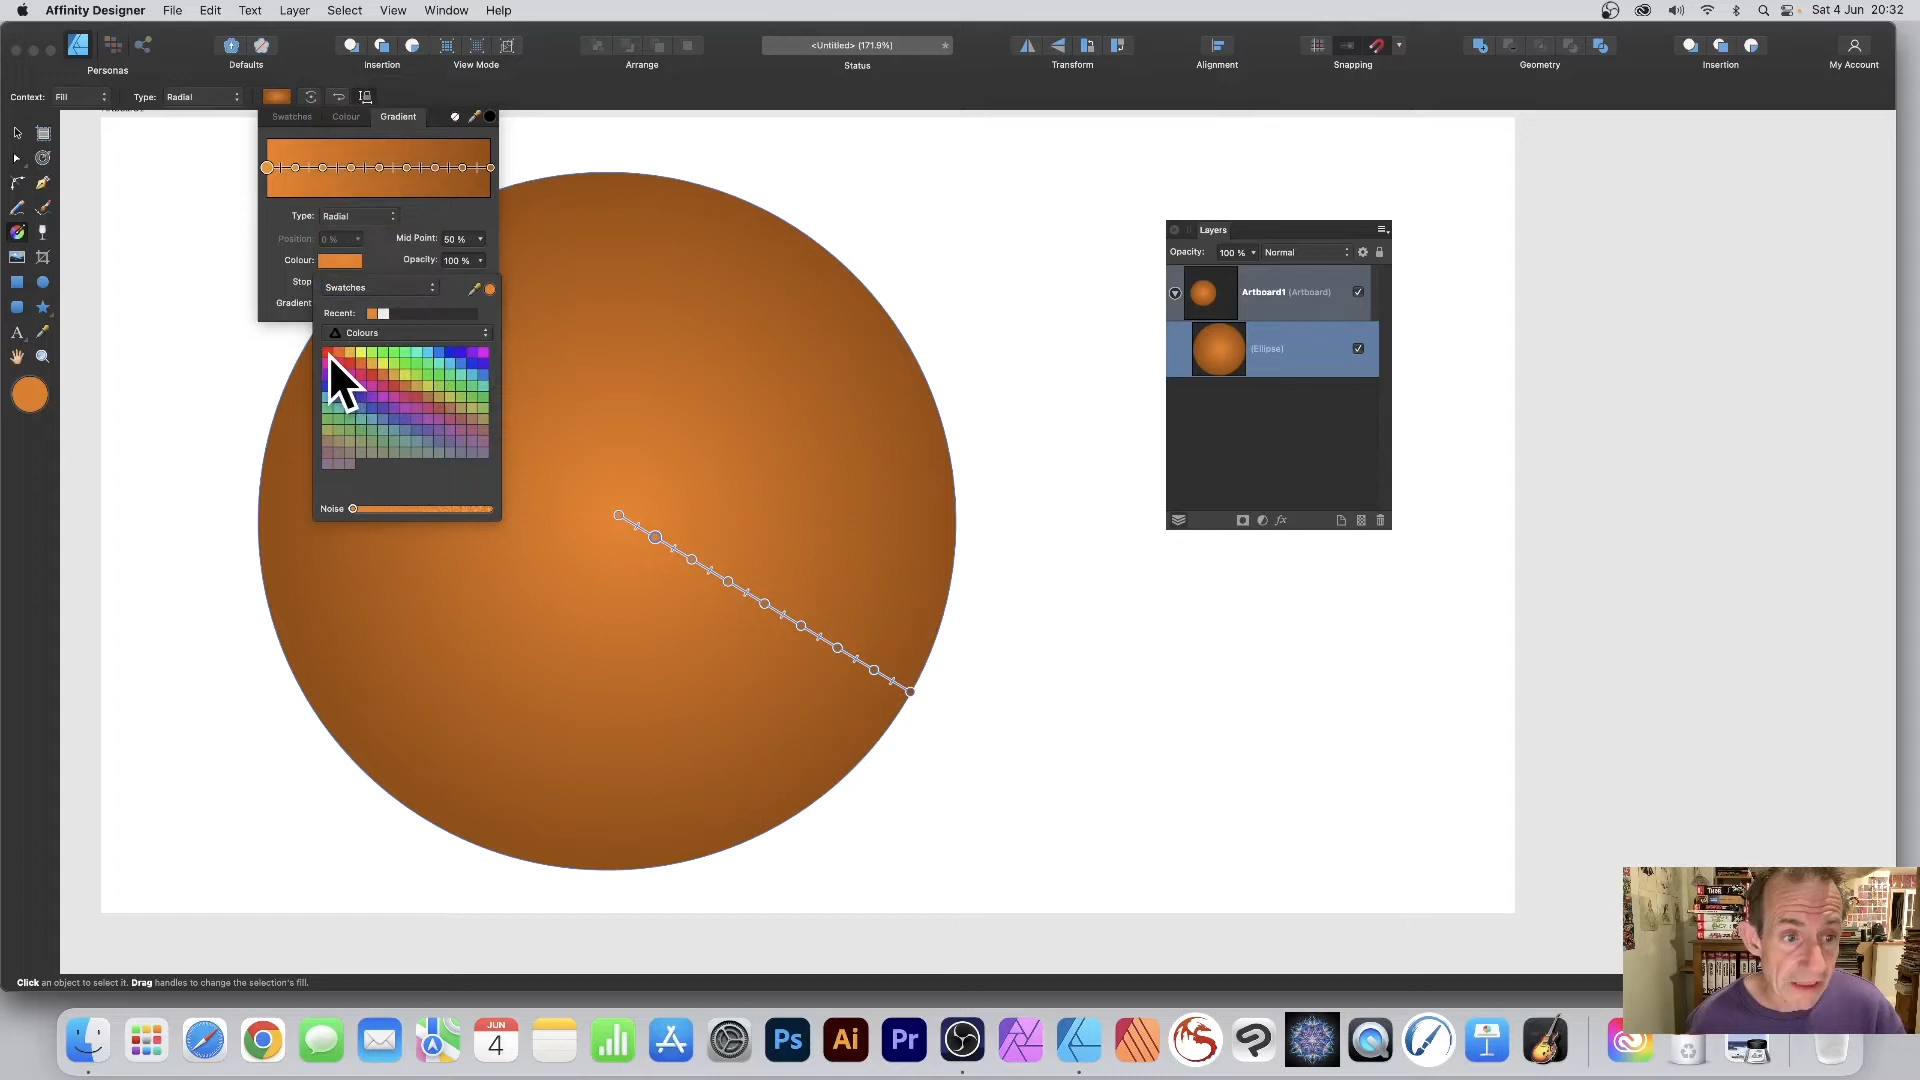 Affinity Designer File Edit Text Layer Select View Window Help
Sat 4 Jun 20:32
<Untitled> (171.9%)
Personas
Defaults
Insertion
View Mode
Arrange
Status
Transform
Alignment
Snapping
Geometry
Insertion
My Account
Context: Fill
Type: Radial
Swatches Colour Gradient
Type: Radial
Position: 0 %
Mid Point: 50 %
Colour:
Opacity: 100 %
Stop
Gradient
Swatches
Recent:
Colours
Noise
Layers
Opacity: 100 % Normal
Artboard1 (Artboard)
(Ellipse)
Click an object to select it. Drag handles to change the selection's fill.
JUN
4
Ps
Ai
Pr